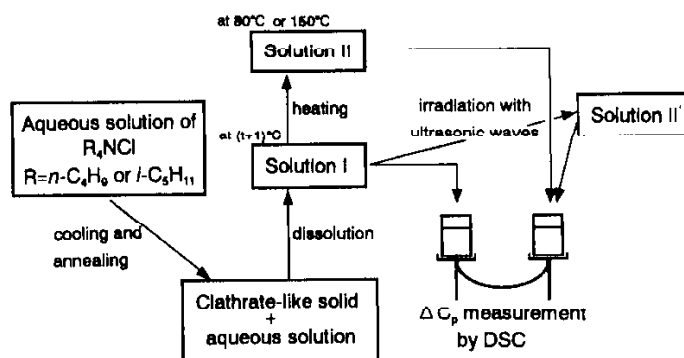 at 80°C or 150°C
Solution II
heating
at (t+1)°C
Solution I
irradiation with
ultrasonic waves
Solution II'
Aqueous solution of
R₄NCl
R=n-C₄H₉ or i-C₅H₁₁
cooling and
annealing
dissolution
Clathrate-like solid
+
aqueous solution
Δ Cₚ measurement
by DSC